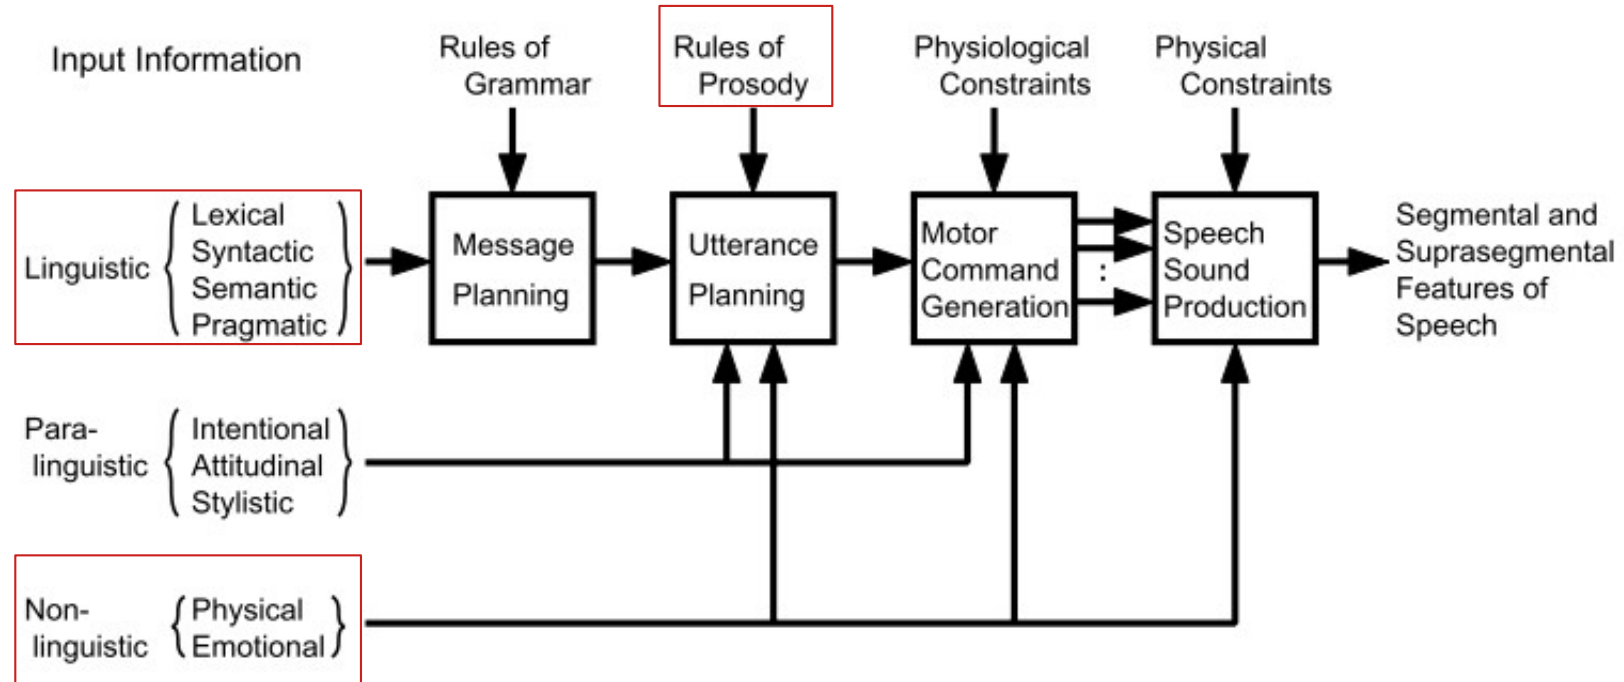 Input Information
Rules of
Grammar
Rules of
Prosody
Physiological
Constraints
Physical
Constraints
Linguistic
Lexical
Syntactic
Semantic
Pragmatic
Message
Planning
Utterance
Planning
Motor
Command
Generation
:
Speech
Sound
Production
Segmental and
Suprasegmental
Features of
Speech
Para-
linguistic
Intentional
Attitudinal
Stylistic
Non-
linguistic
Physical
Emotional